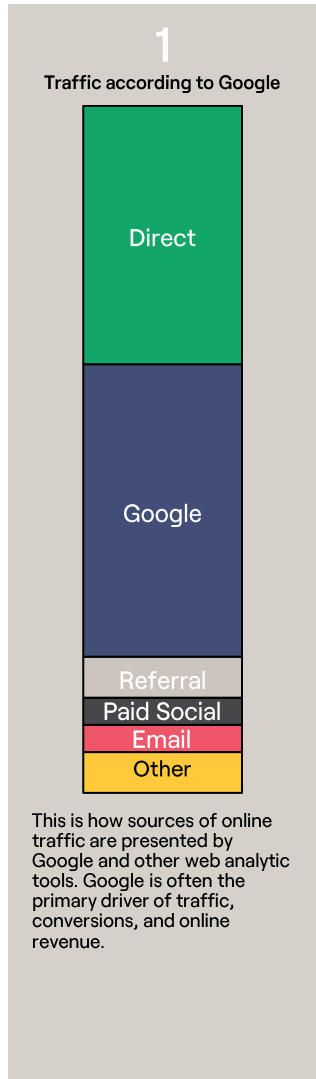 1
Traffic according to Google
Direct
Google
Referral
Paid Social
Email
Other
This is how sources of online
traffic are presented by
Google and other web analytic
tools. Google is often the
primary driver of traffic,
conversions, and online
revenue.